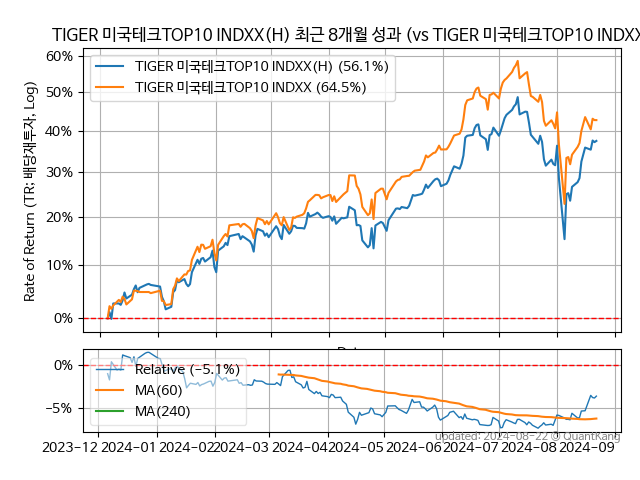 TIGER 미국테크TOP10 INDXX(H) 최근 8개월 성과 (vs TIGER 미국테크TOP10 INDXX
60%
50%
40%
30%
20%
10%
0%
Rate of Return (TR: 배당재투자, Log)
TIGER 미국테크TOP10 INDXX(H) (56.1%)
TIGER 미국테크TOP10 INDXX (64.5%)
0%
−5%
Relative (−5.1%)
MA(60)
MA(240)
updated: 2024-08-22 © QuantKang
2023-12 2024-01 2024-02 2024-03 2024-04 2024-05 2024-06 2024-07 2024-08 2024-09